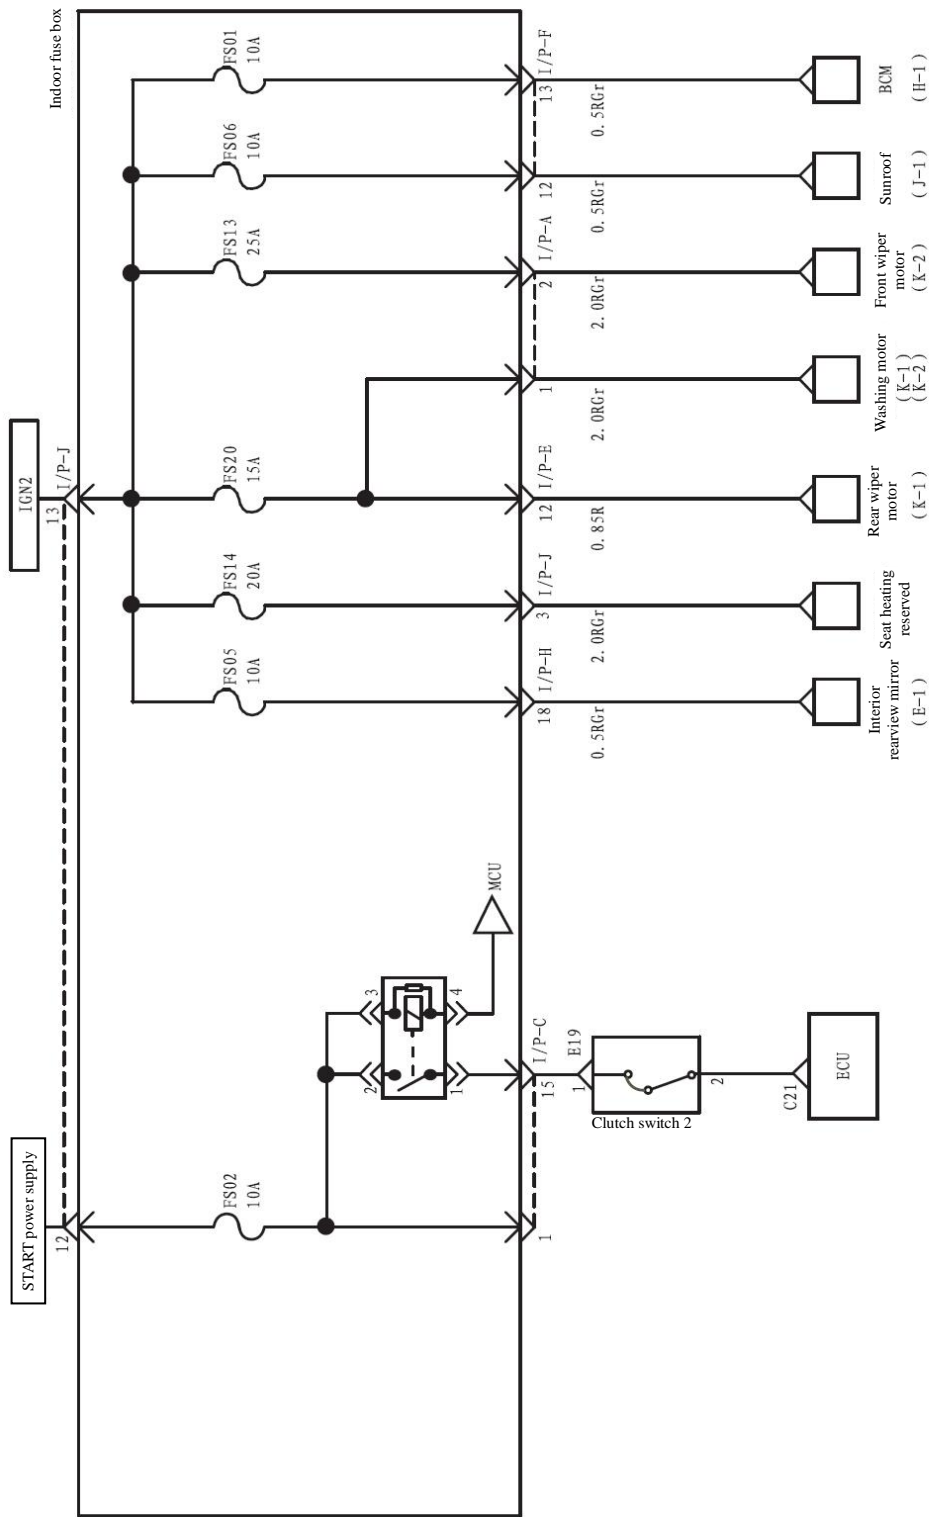 Indoor fuse box
START power supply
12
IGN2
13
I/P-J
FS02
10A
FS05
10A
FS14
20A
FS20
15A
FS13
25A
FS06
10A
FS01
10A
2
3
1
4
MCU
1
15
I/P-C
18
I/P-H
3
I/P-J
12
I/P-E
1
2
I/P-A
12
13
I/P-F
0.5RGr
2.0RGr
0.85R
2.0RGr
2.0RGr
0.5RGr
0.5RGr
1
E19
Clutch switch 2
2
C21
ECU
Interior
rearview mirror
(E-1)
Seat heating
reserved
Rear wiper
motor
(K-1)
Washing motor
(K-1)
(K-2)
Front wiper
motor
(K-2)
Sunroof
(J-1)
BCM
(H-1)